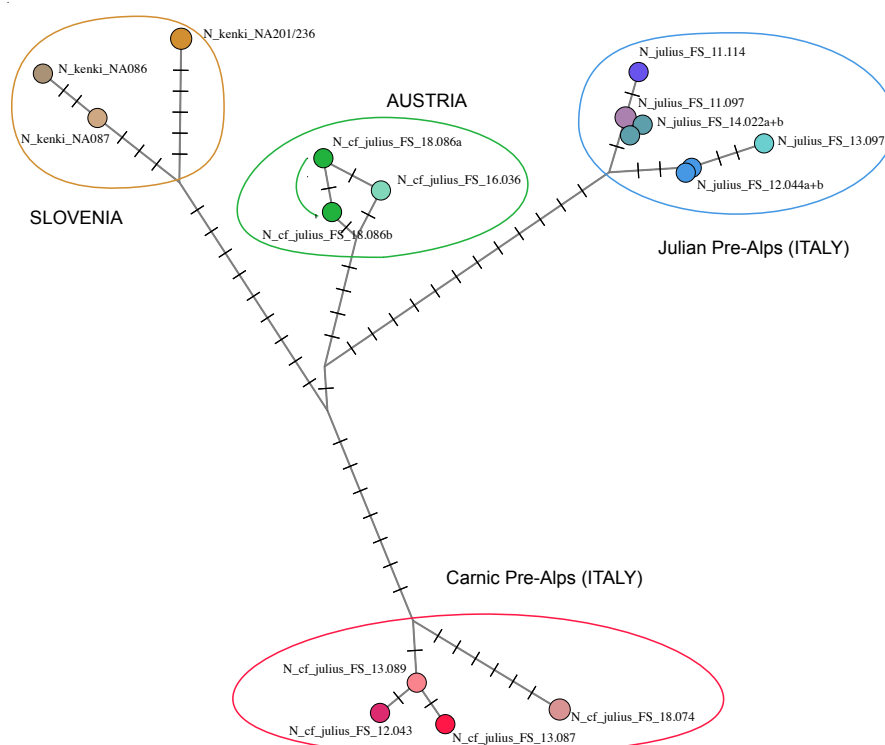 N_kenki_NA201/236
N_kenki_NA086
N_kenki_NA087
SLOVENIA
AUSTRIA
N_cf_julius_FS_18.086a
N_cf_julius_FS_16.036
N_cf_julius_FS_18.086b
N_julius_FS_11.114
N_julius_FS_11.097
N_julius_FS_14.022a+b
N_julius_FS_13.097
N_julius_FS_12.044a+b
Julian Pre-Alps (ITALY)
Carnic Pre-Alps (ITALY)
N_cf_julius_FS_13.089
N_cf_julius_FS_12.043
N_cf_julius_FS_13.087
N_cf_julius_FS_18.074